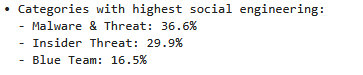 • Categories with highest social engineering:
- Malware & Threat: 36.6%
- Insider Threat: 29.9%
- Blue Team: 16.5%